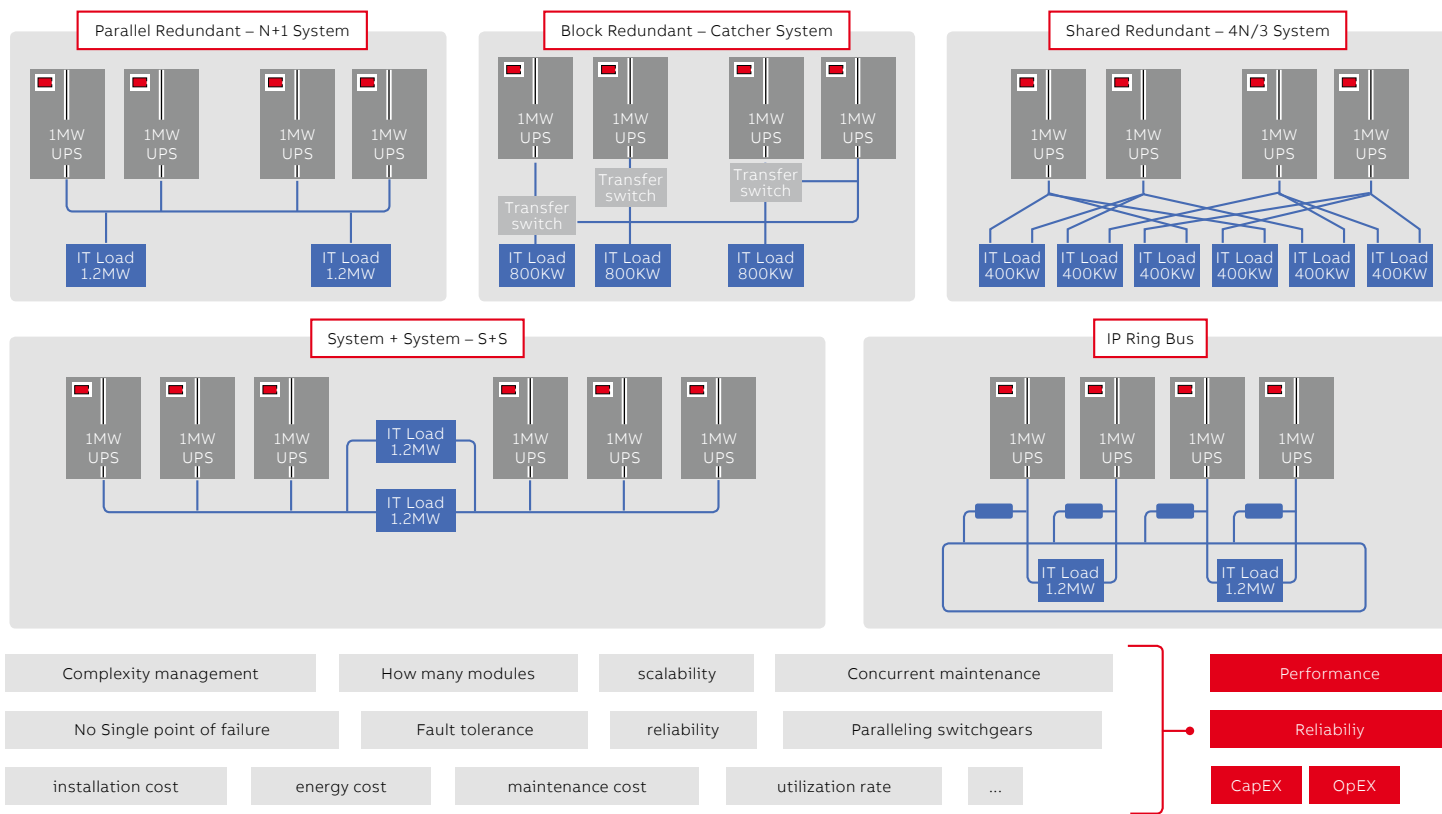 Parallel Redundant – N+1 System
1MW
UPS
1MW
UPS
1MW
UPS
1MW
UPS
IT Load
1.2MW
IT Load
1.2MW
Block Redundant – Catcher System
1MW
UPS
1MW
UPS
1MW
UPS
1MW
UPS
Transfer
switch
Transfer
switch
Transfer
switch
IT Load
800KW
IT Load
800KW
IT Load
800KW
Shared Redundant – 4N/3 System
1MW
UPS
1MW
UPS
1MW
UPS
1MW
UPS
IT Load
400KW
IT Load
400KW
IT Load
400KW
IT Load
400KW
IT Load
400KW
IT Load
400KW
System + System – S+S
1MW
UPS
1MW
UPS
1MW
UPS
IT Load
1.2MW
IT Load
1.2MW
1MW
UPS
1MW
UPS
1MW
UPS
IP Ring Bus
1MW
UPS
1MW
UPS
1MW
UPS
1MW
UPS
IT Load
1.2MW
IT Load
1.2MW
Complexity management
How many modules
scalability
Concurrent maintenance
No Single point of failure
Fault tolerance
reliability
Paralleling switchgears
installation cost
energy cost
maintenance cost
utilization rate
...
Performance
Reliabiliy
CapEX
OpEX